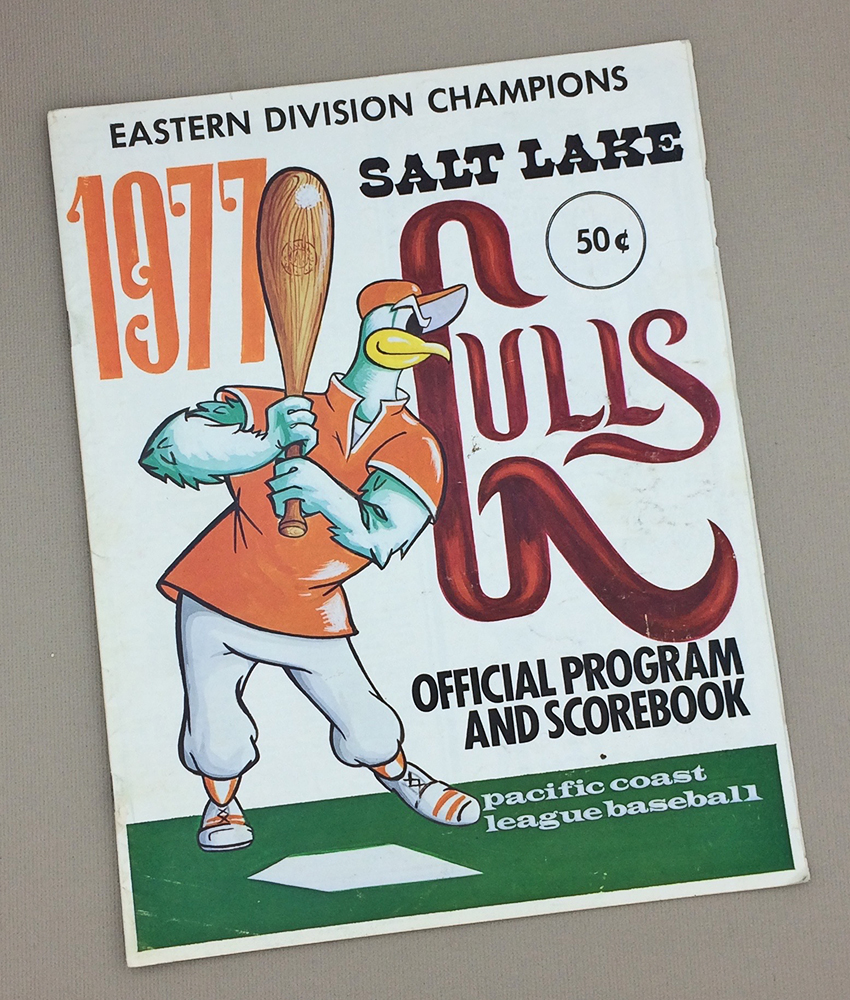 EASTERN DIVISION CHAMPIONS
1977
SALT LAKE
GULLS
50¢
OFFICIAL PROGRAM
AND SCOREBOOK
pacific coast
league baseball